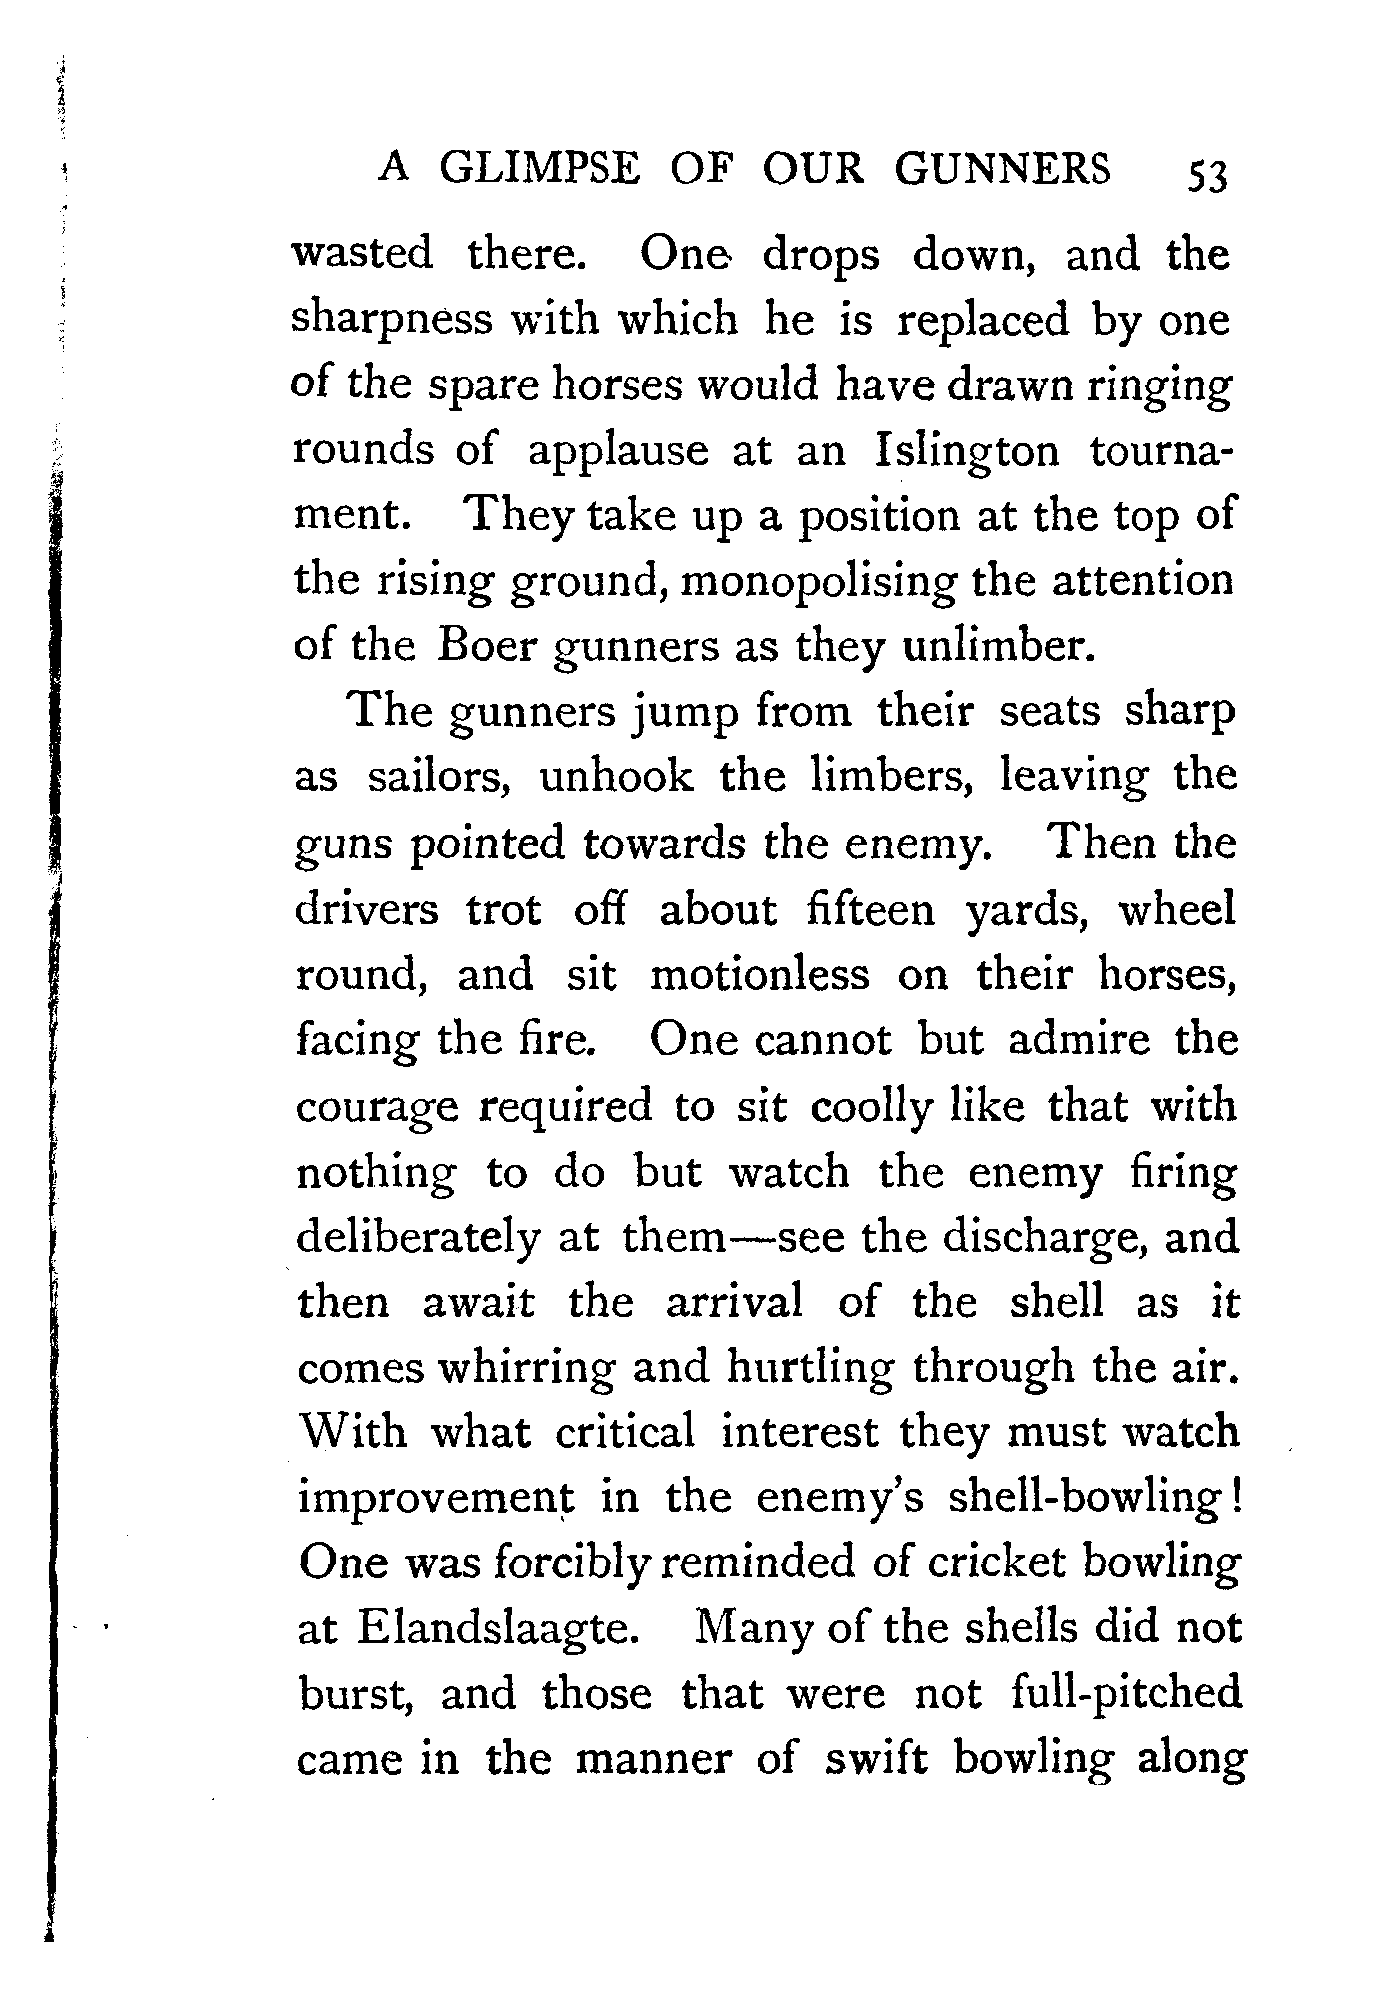 A GLIMPSE OF OUR GUNNERS 53
wasted there. One drops down, and the
sharpness with which he is replaced by one
of the spare horses would have drawn ringing
rounds of applause at an Islington tourna-
ment. They take up a position at the top of
the rising ground, monopolising the attention
of the Boer gunners as they unlimber.
The gunners jump from their seats sharp
as sailors, unhook the limbers, leaving the
guns pointed towards the enemy. Then the
drivers trot off about fifteen yards, wheel
round, and sit motionless on their horses,
facing the fire. One cannot but admire the
courage required to sit coolly like that with
nothing to do but watch the enemy firing
deliberately at them—see the discharge, and
then await the arrival of the shell as it
comes whirring and hurtling through the air.
With what critical interest they must watch
improvement in the enemy's shell-bowling!
One was forcibly reminded of cricket bowling
at Elandslaagte. Many of the shells did not
burst, and those that were not full-pitched
came in the manner of swift bowling along